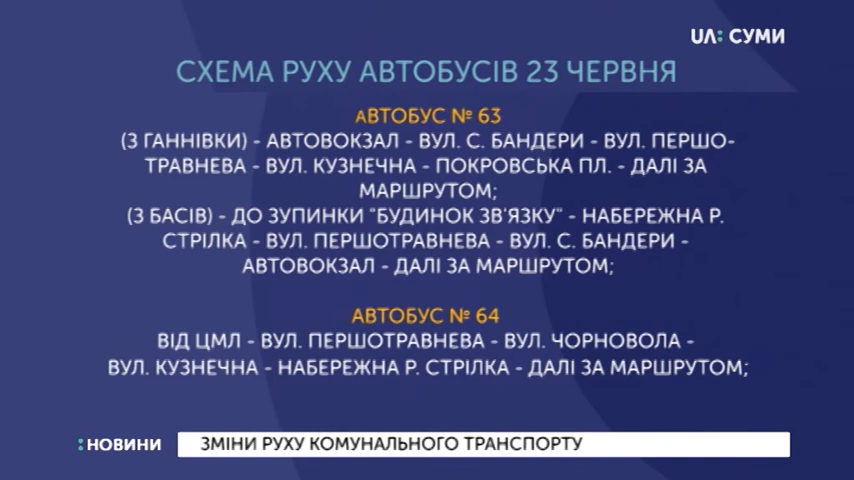 UA: СУМИ
СХЕМА РУХУ АВТОБУСІВ 23 ЧЕРВНЯ
АВТОБУС № 63
(З ГАННІВКИ) - АВТОВОКЗАЛ - ВУЛ. С. БАНДЕРИ - ВУЛ. ПЕРШО-
ТРАВНЕВА - ВУЛ. КУЗНЕЧНА - ПОКРОВСЬКА ПЛ. - ДАЛІ ЗА
МАРШРУТОМ;
(З БАСІВ) - ДО ЗУПИНКИ "БУДИНОК ЗВ'ЯЗКУ" - НАБЕРЕЖНА Р.
СТРІЛКА - ВУЛ. ПЕРШОТРАВНЕВА - ВУЛ. С. БАНДЕРИ -
АВТОВОКЗАЛ - ДАЛІ ЗА МАРШРУТОМ;
АВТОБУС № 64
ВІД ЦМЛ - ВУЛ. ПЕРШОТРАВНЕВА - ВУЛ. ЧОРНОВОЛА -
ВУЛ. КУЗНЕЧНА - НАБЕРЕЖНА Р. СТРІЛКА - ДАЛІ ЗА МАРШРУТОМ;
:НОВИНИ
ЗМІНИ РУХУ КОМУНАЛЬНОГО ТРАНСПОРТУ